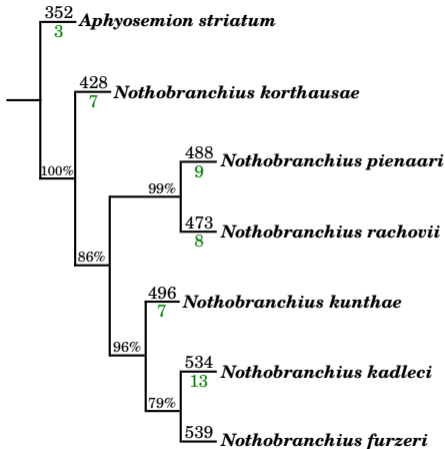 352 Aphyosemion striatum
3
428 Nothobranchius korthausae
7
100%
488 Nothobranchius pienaari
9
99%
473 Nothobranchius rachovii
8
86%
496 Nothobranchius kunthae
7
96%
534 Nothobranchius kadleci
13
79%
539 Nothobranchius furzeri